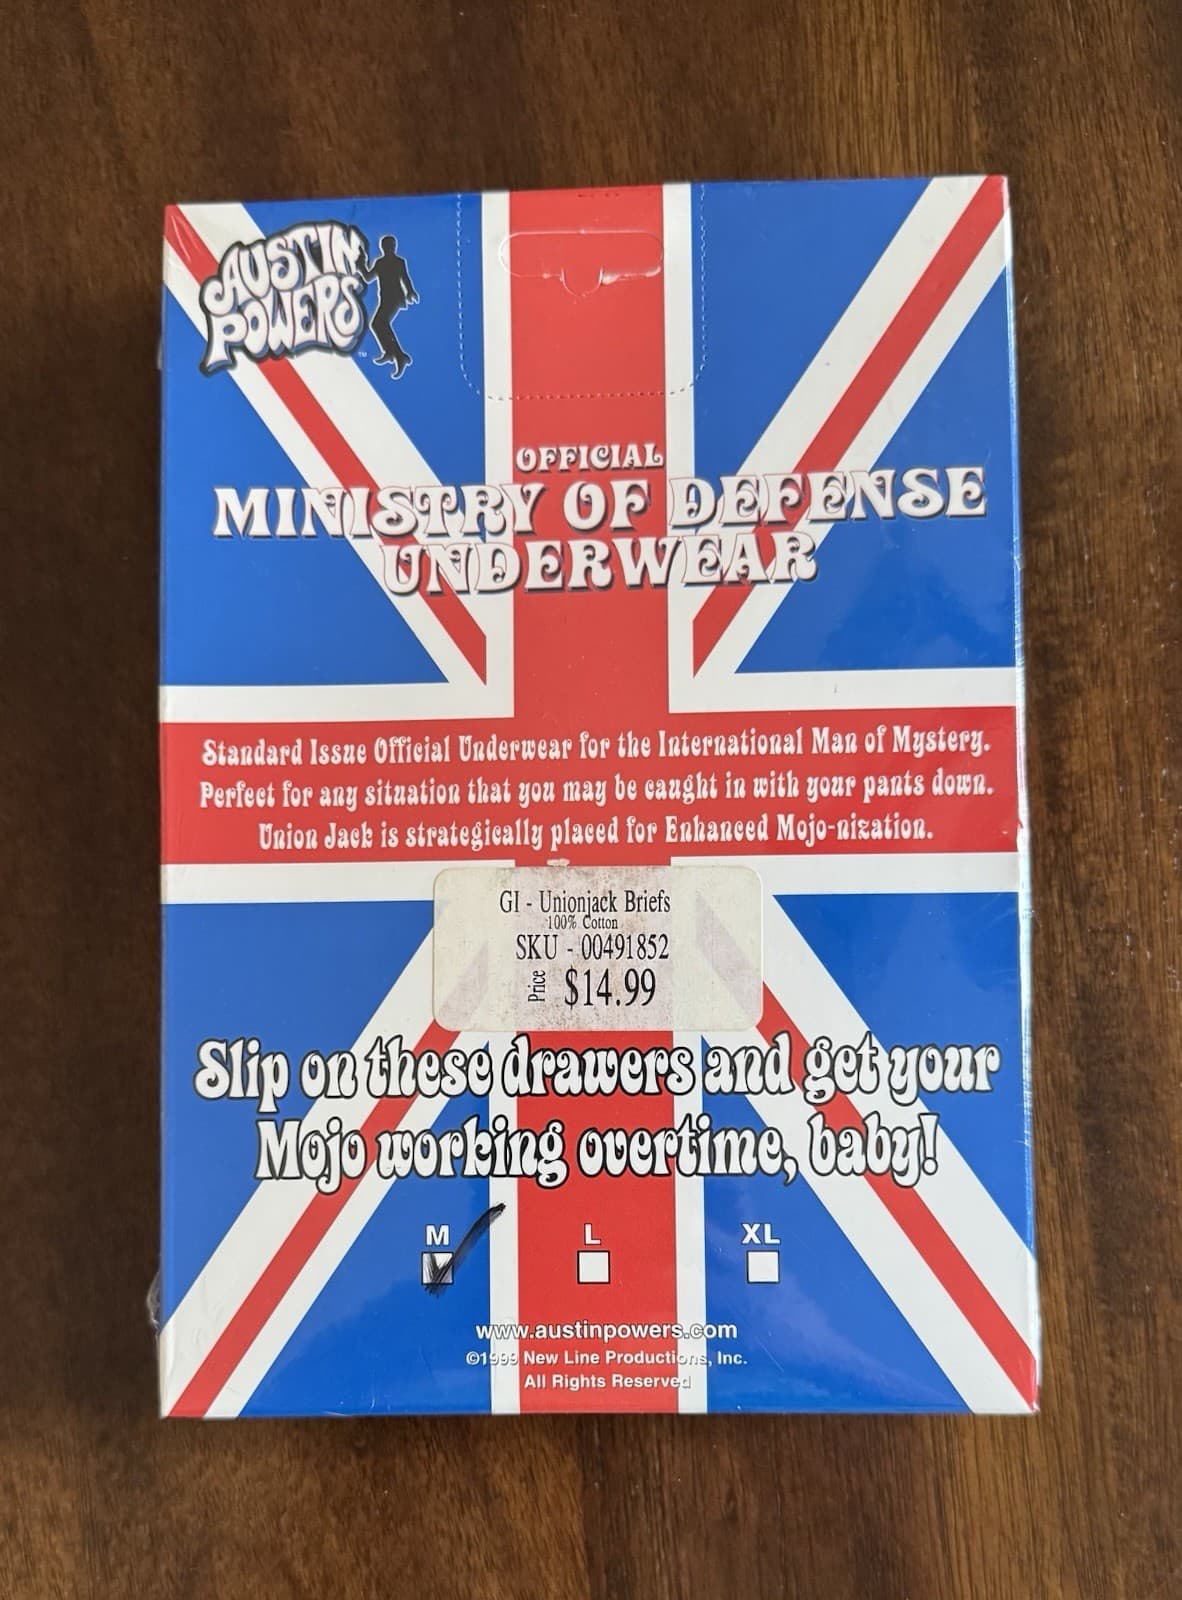 AUSTIN
POWERS
TM
OFFICIAL
MINISTRY OF DEFENSE
UNDERWEAR
Standard Issue Official Underwear for the International Man of Mystery.
Perfect for any situation that you may be caught in with your pants down.
Union Jack is strategically placed for Enhanced Mojo-nization.
GI - Unionjack Briefs
100% Cotton
SKU - 00491852
Price $14.99
Slip on these drawers and get your
Mojo working overtime, baby!
M L XL
www.austinpowers.com
©1999 New Line Productions, Inc.
All Rights Reserved